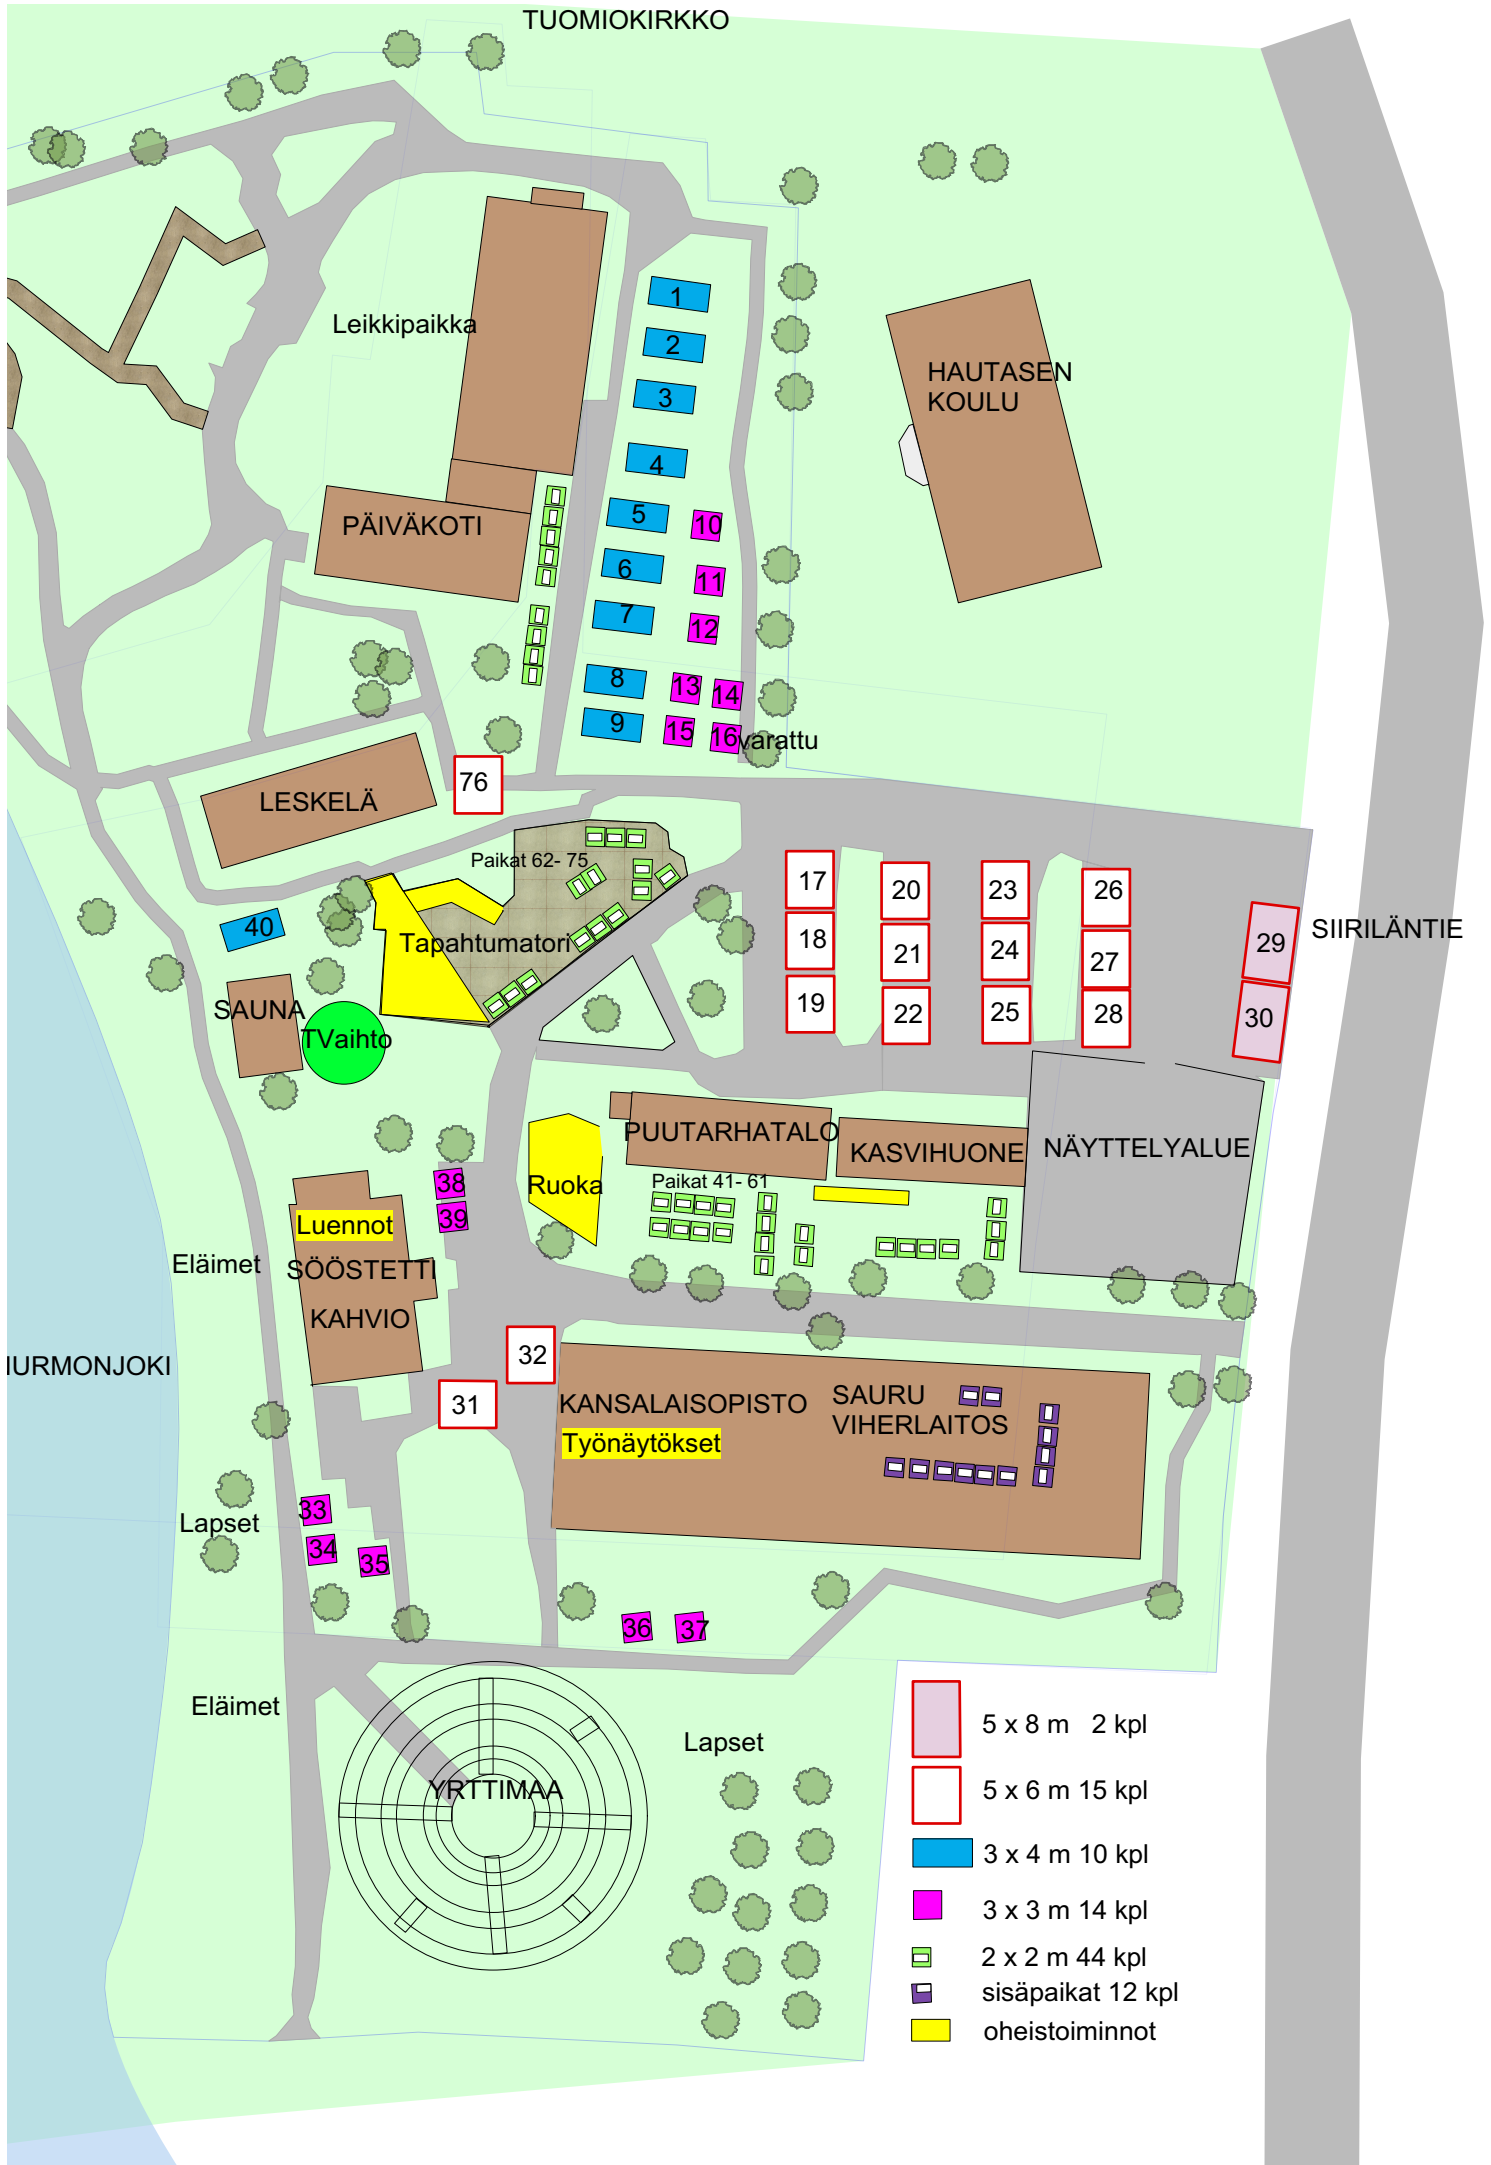 TUOMIOKIRKKO
1
Leikkipaikka
2
HAUTASEN
KOULU
3
4
5
10
PÄIVÄKOTI
6
11
7
12
8
13
14
9
15
16
varattu
76
LESKELÄ
Paikat 62- 75
17
20
23
26
40
Tapahtumatori
18
21
24
27
29
SIIRILÄNTIE
SAUNA
TVaihto
19
22
25
28
30
PUUTARHATALO
KASVIHUONE
NÄYTTELYALUE
38
Ruoka
Paikat 41- 61
39
Luennot
Eläimet
SÖÖSTETTI
KAHVIO
32
IURMONJOKI
31
KANSALAISOPISTO
SAURU
VIHERLAITOS
Työnäytökset
33
Lapset
34
35
36
37
Eläimet
Lapset
YRTTIMAA
5 x 8 m 2 kpl
5 x 6 m 15 kpl
3 x 4 m 10 kpl
3 x 3 m 14 kpl
2 x 2 m 44 kpl
sisäpaikat 12 kpl
oheistoiminnot